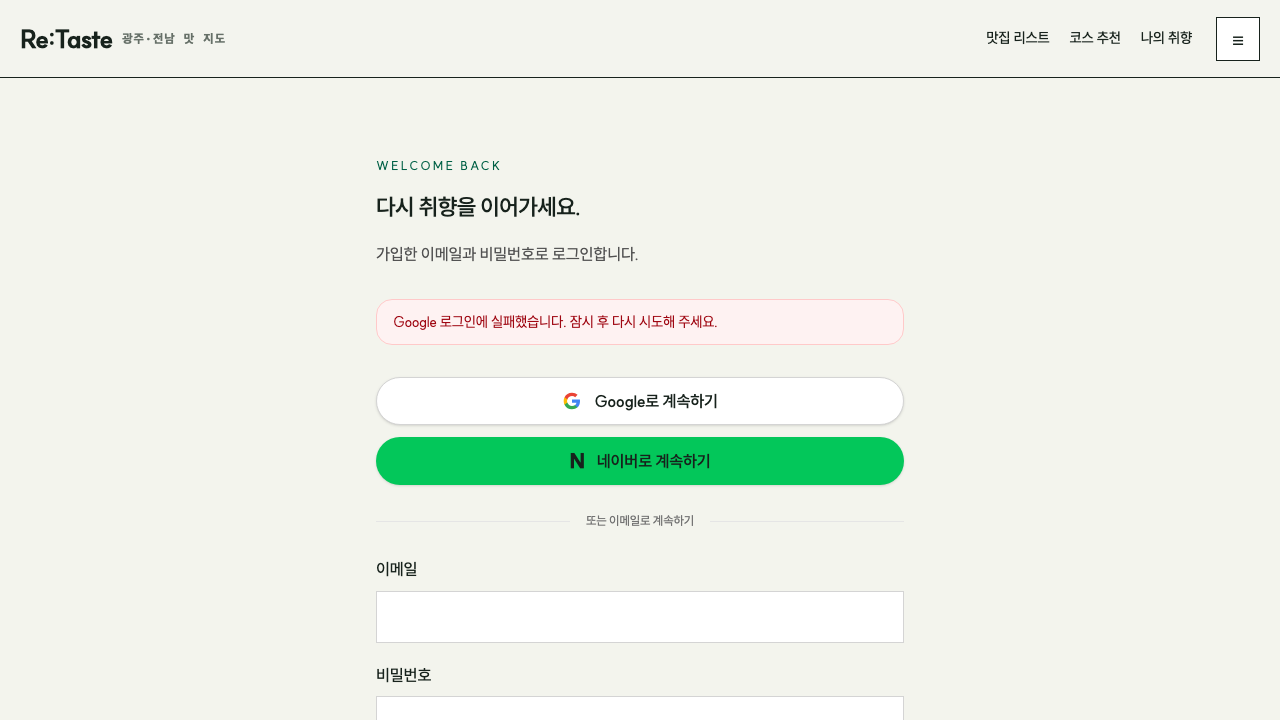 Re:Taste 광주·전남 맛 지도
맛집 리스트 코스 추천 나의 취향
WELCOME BACK
다시 취향을 이어가세요.
가입한 이메일과 비밀번호로 로그인합니다.
Google 로그인에 실패했습니다. 잠시 후 다시 시도해 주세요.
Google로 계속하기
N 네이버로 계속하기
또는 이메일로 계속하기
이메일
비밀번호